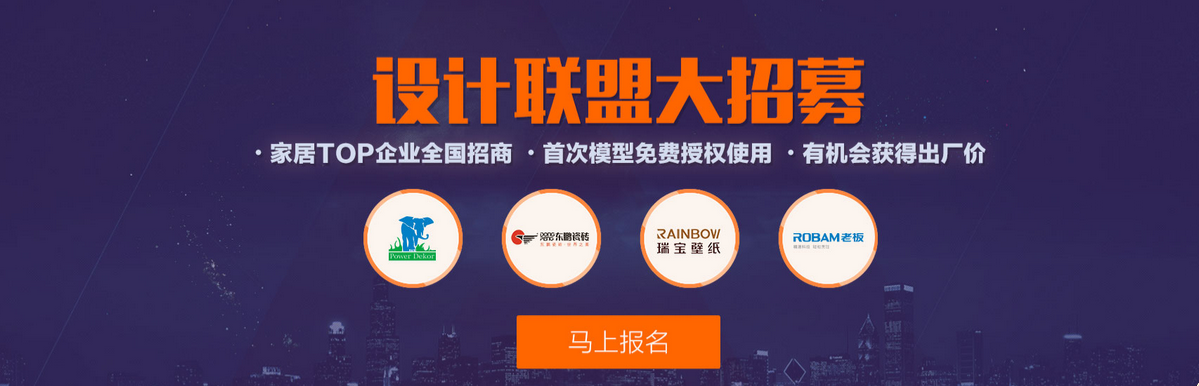 设计联盟大招募
·家居TOP企业全国招商 ·首次模型免费授权使用 ·有机会获得出厂价
Power Dekor
DONG PENG 东鹏瓷砖
RAINBOW
瑞宝壁纸
ROBAM老板
马上报名